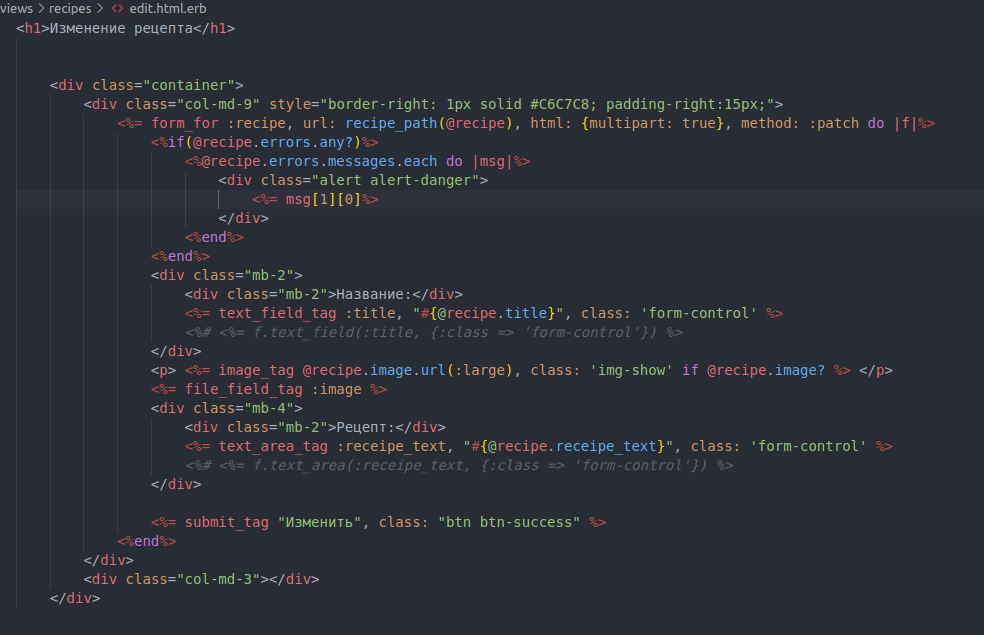 views > recipes > <> edit.html.erb
<h1>Изменение рецепта</h1>
<div class="container">
<div class="col-md-9" style="border-right: 1px solid #C6C7C8; padding-right:15px;">
<%= form_for :recipe, url: recipe_path(@recipe), html: {multipart: true}, method: :patch do |f|%>
<%if(@recipe.errors.any?)%>
<%@recipe.errors.messages.each do |msg|%>
<div class="alert alert-danger">
<%= msg[1][0]%>
</div>
<%end%>
<%end%>
<div class="mb-2">
<div class="mb-2">Название:</div>
<%= text_field_tag :title, "#{@recipe.title}", class: 'form-control' %>
<%# <%= f.text_field(:title, {:class => 'form-control'}) %>
</div>
<p> <%= image_tag @recipe.image.url(:large), class: 'img-show' if @recipe.image? %> </p>
<%= file_field_tag :image %>
<div class="mb-4">
<div class="mb-2">Рецепт:</div>
<%= text_area_tag :receipe_text, "#{@recipe.receipe_text}", class: 'form-control' %>
<%# <%= f.text_area(:receipe_text, {:class => 'form-control'}) %>
</div>
<%= submit_tag "Изменить", class: "btn btn-success" %>
<%end%>
</div>
<div class="col-md-3"></div>
</div>